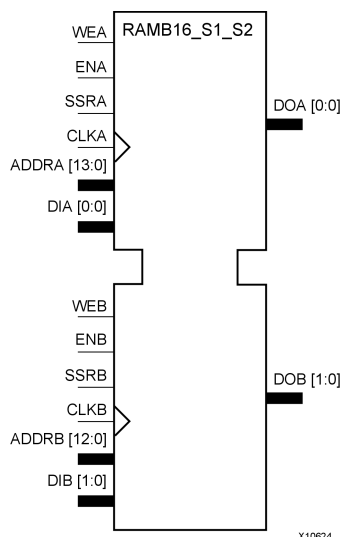 RAMB16_S1_S2
WEA
ENA
SSRA
CLKA
ADDRA [13:0]
DIA [0:0]
DOA [0:0]
WEB
ENB
SSRB
CLKB
ADDRB [12:0]
DIB [1:0]
DOB [1:0]
X10624